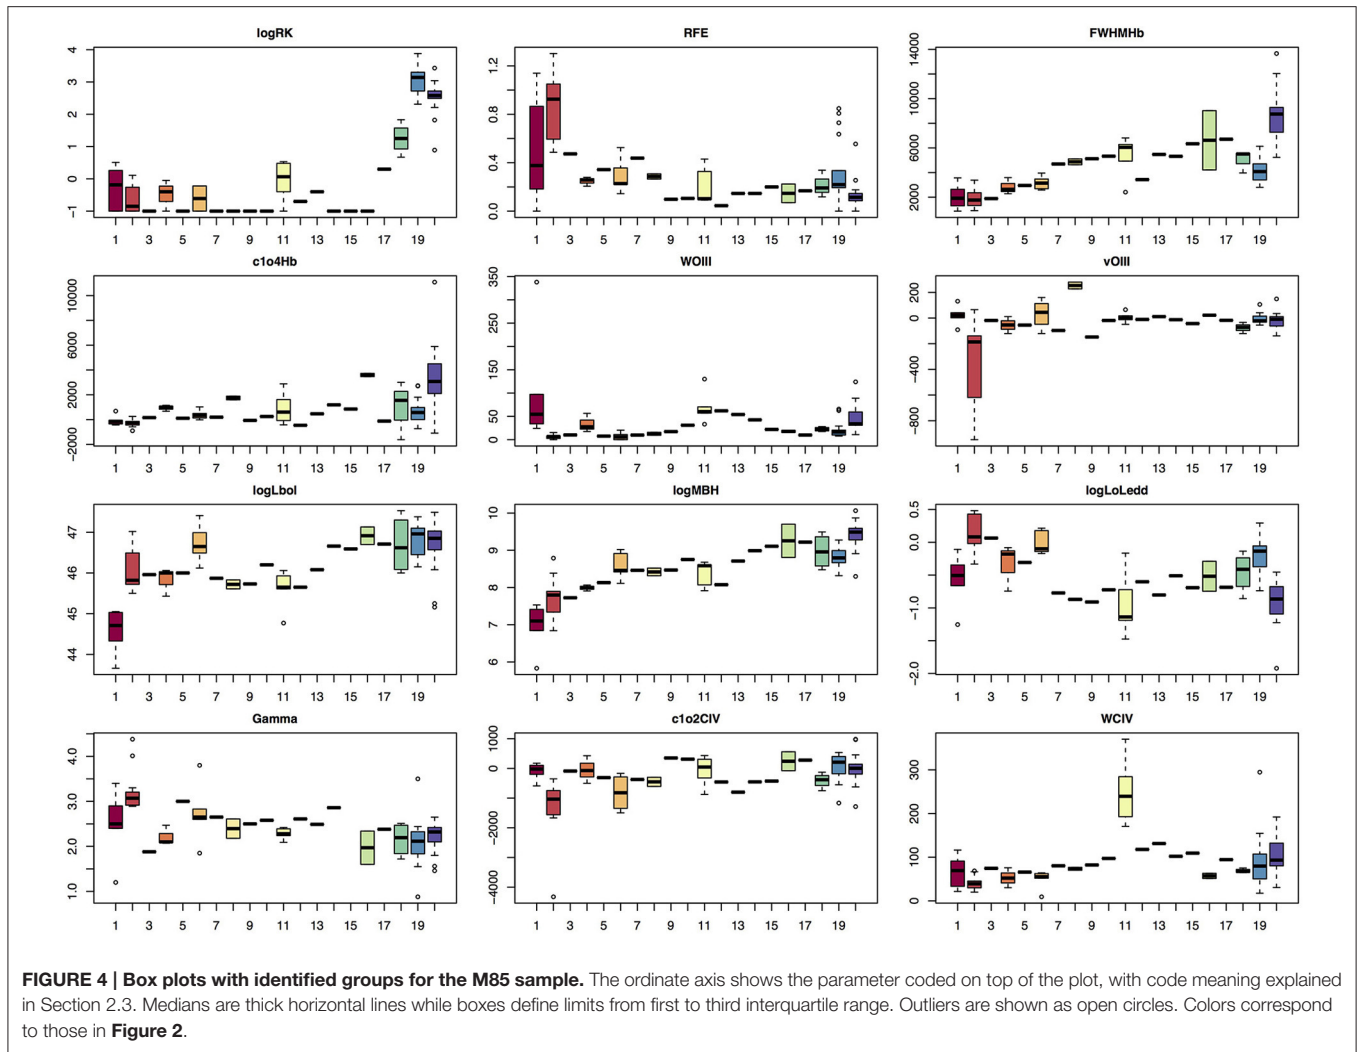 logRK
4
3
2
1
0
−1
1 3 5 7 9 11 13 15 17 19
RFE
1.2
0.8
0.4
0.0
1 3 5 7 9 11 13 15 17 19
FWHMHb
14000
10000
6000
2000
1 3 5 7 9 11 13 15 17 19
c1o4Hb
10000
6000
2000
−2000
1 3 5 7 9 11 13 15 17 19
WOIII
350
250
150
50
0
1 3 5 7 9 11 13 15 17 19
vOIII
200
0
−400
−800
1 3 5 7 9 11 13 15 17 19
logLbol
47
46
45
44
1 3 5 7 9 11 13 15 17 19
logMBH
10
9
8
7
6
1 3 5 7 9 11 13 15 17 19
logLoLedd
0.5
0.0
−1.0
−2.0
1 3 5 7 9 11 13 15 17 19
Gamma
4.0
3.0
2.0
1.0
1 3 5 7 9 11 13 15 17 19
c1o2CIV
1000
0
−2000
−4000
1 3 5 7 9 11 13 15 17 19
WCIV
300
200
100
0
1 3 5 7 9 11 13 15 17 19
FIGURE 4 | Box plots with identified groups for the M85 sample. The ordinate axis shows the parameter coded on top of the plot, with code meaning explained
in Section 2.3. Medians are thick horizontal lines while boxes define limits from first to third interquartile range. Outliers are shown as open circles. Colors correspond
to those in Figure 2.